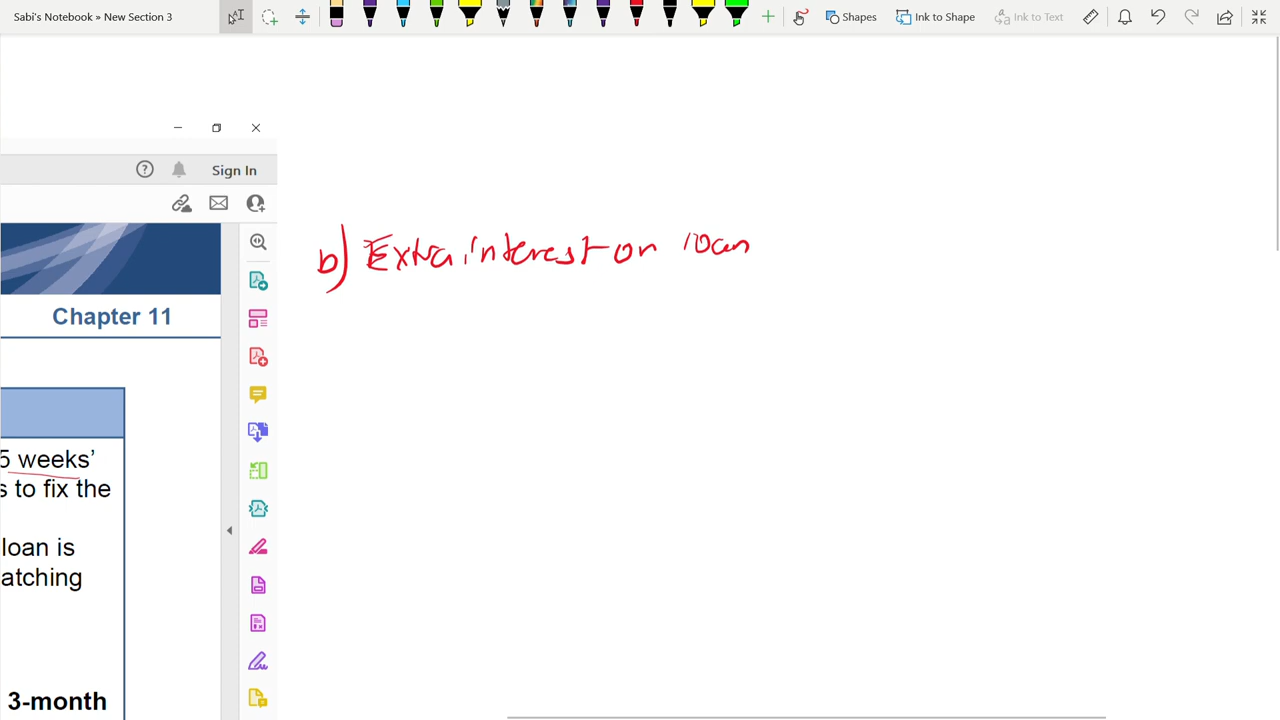 Sabi's Notebook » New Section 3
Shapes
Ink to Shape
Ink to Text
Sign In
b) Extra interest on loan
Chapter 11
5 weeks’
s to fix the
loan is
atching
3-month